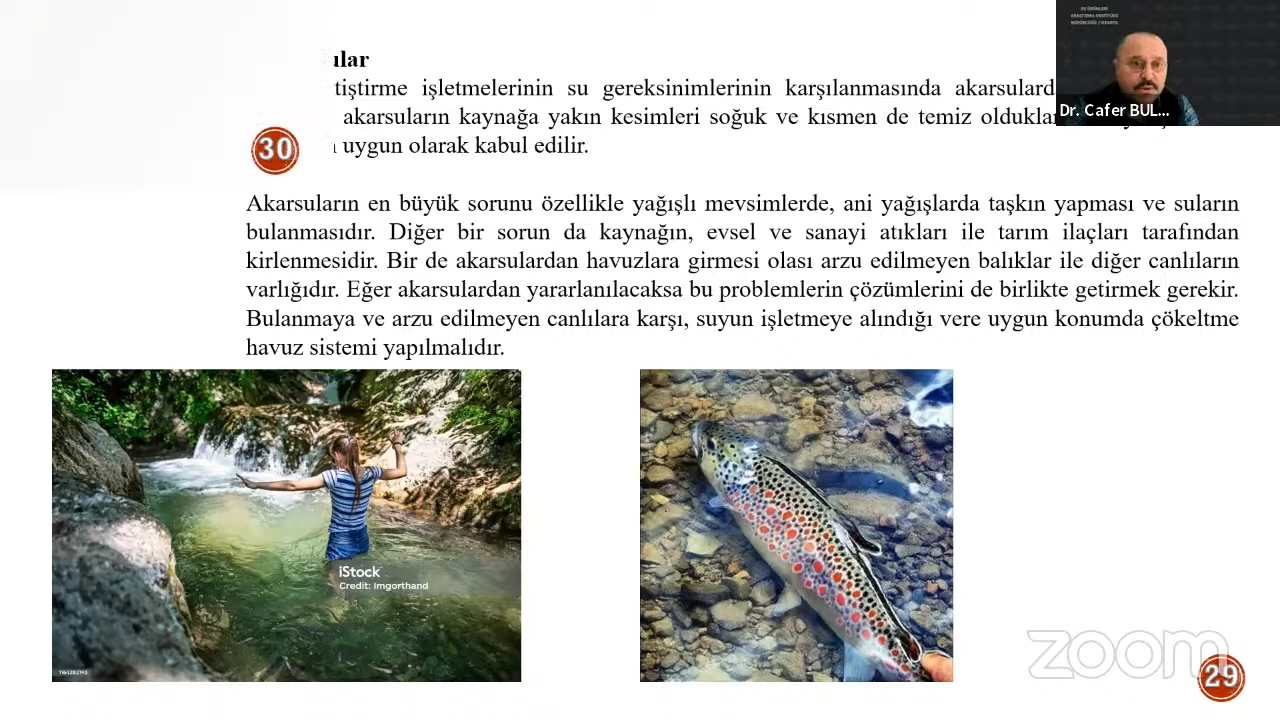 ular
tiştirme işletmelerinin su gereksinimlerinin karşılanmasında
akarsuların kaynağa yakın kesimleri soğuk ve kısmen de temiz
uygun olarak kabul edilir.
30
Akarsuların en büyük sorunu özellikle yağışlı mevsimlerde, ani yağışlarda taşkın yapması ve suların
bulanmasıdır. Diğer bir sorun da kaynağın, evsel ve sanayi atıkları ile tarım ilaçları tarafından
kirlenmesidir. Bir de akarsulardan havuzlara girmesi olası arzu edilmeyen balıklar ile diğer canlıların
varlığıdır. Eğer akarsulardan yararlanılacaksa bu problemlerin çözümlerini de birlikte getirmek gerekir.
Bulanmaya ve arzu edilmeyen canlılara karşı, suyun işletmeye alındığı vere uygun konumda çökeltme
havuz sistemi yapılmalıdır.
Dr. Cafer BUL...
iStock
Credit: imgorthand
zoom
29